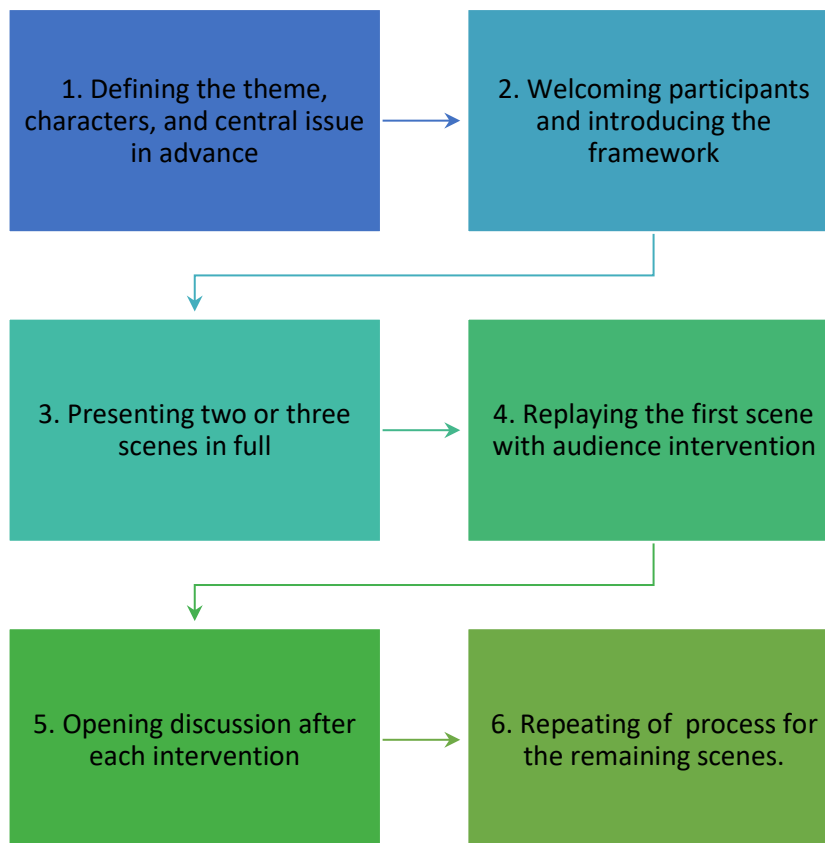 1. Defining the theme,
characters, and central issue
in advance
2. Welcoming participants
and introducing the
framework
3. Presenting two or three
scenes in full
4. Replaying the first scene
with audience intervention
5. Opening discussion after
each intervention
6. Repeating of  process for
the remaining scenes.